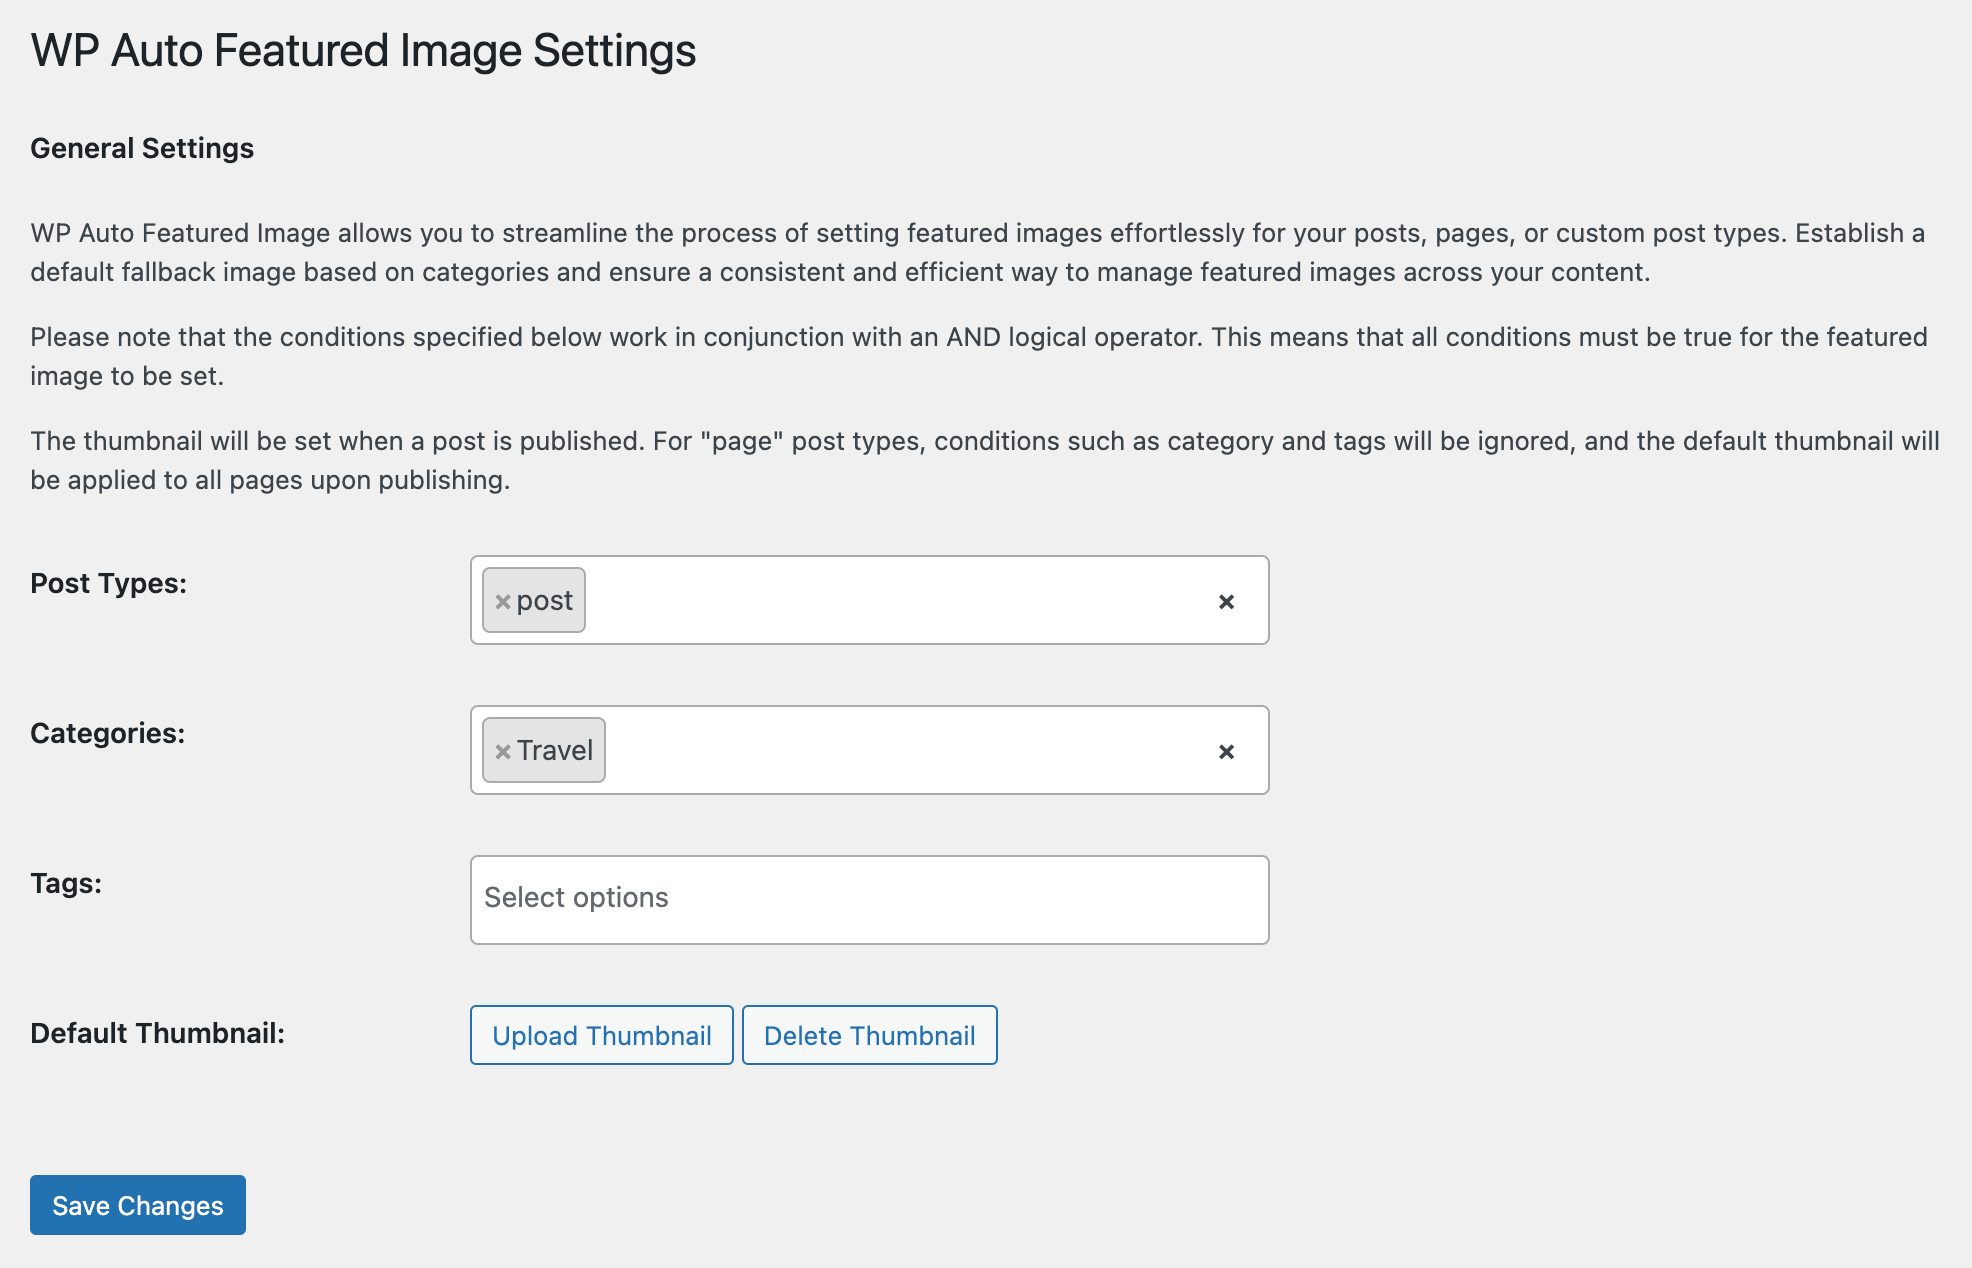 WP Auto Featured Image Settings
General Settings
WP Auto Featured Image allows you to streamline the process of setting featured images effortlessly for your posts, pages, or custom post types. Establish a
default fallback image based on categories and ensure a consistent and efficient way to manage featured images across your content.
Please note that the conditions specified below work in conjunction with an AND logical operator. This means that all conditions must be true for the featured
image to be set.
The thumbnail will be set when a post is published. For "page" post types, conditions such as category and tags will be ignored, and the default thumbnail will
be applied to all pages upon publishing.
Post Types:
× post ×
Categories:
× Travel ×
Tags:
Select options
Default Thumbnail:
Upload Thumbnail Delete Thumbnail
Save Changes